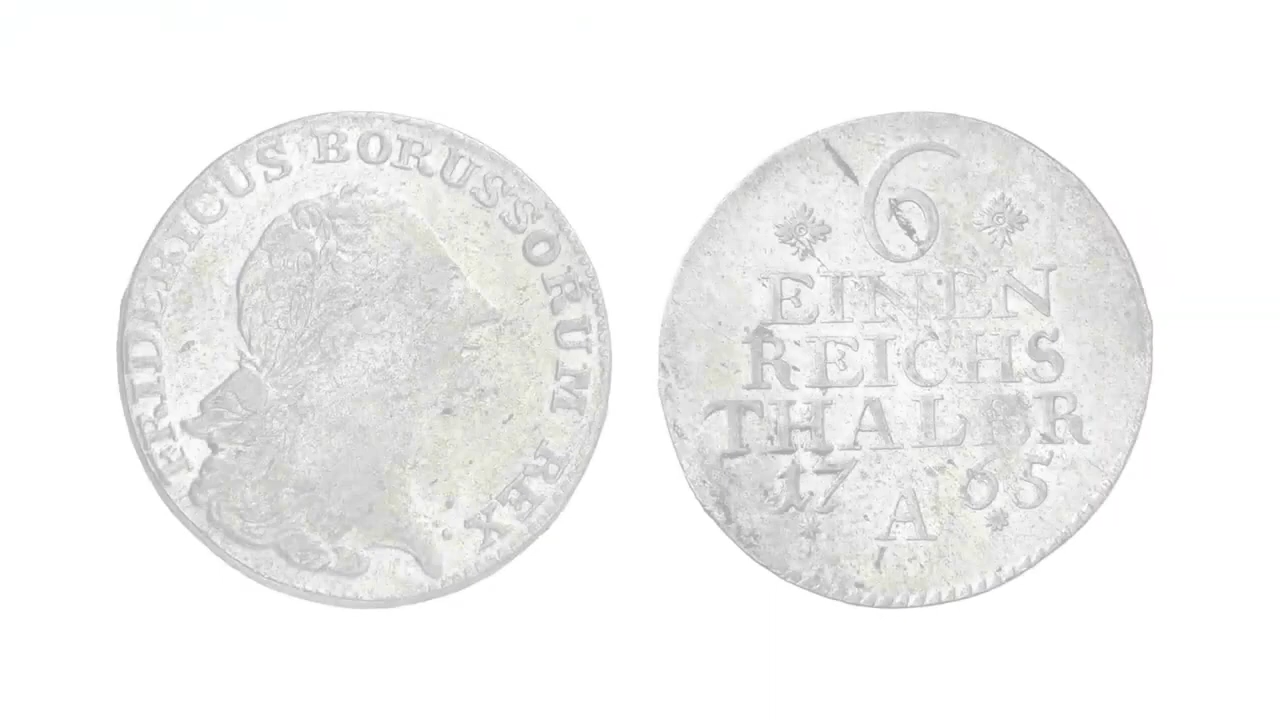 FRIDERICUS BORUSSORUM REX
6
EINEN
REICHS
THALER
17 65
A